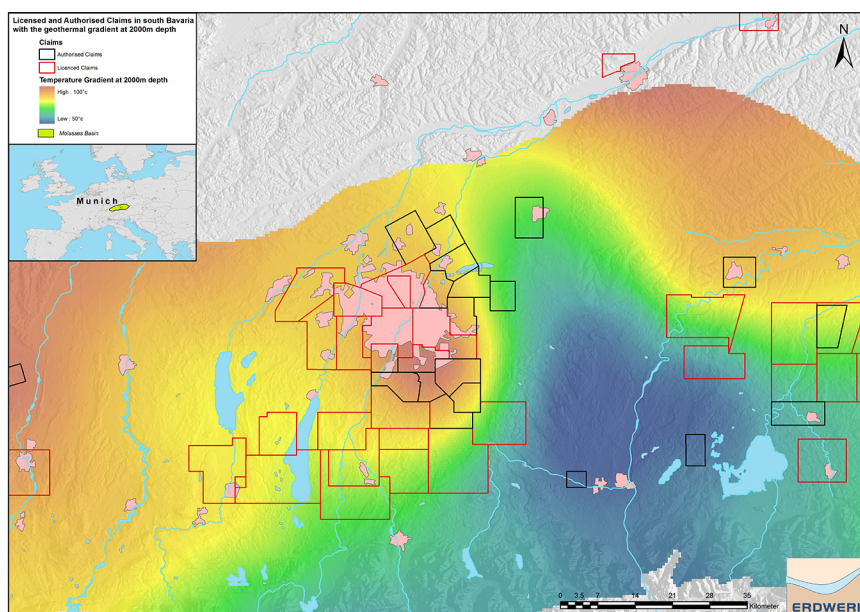 Licensed and Authorised Claims in south Bavaria
with the geothermal gradient at 2000m depth
Claims
Authorised Claims
Licenced Claims
Temperature Gradient at 2000m depth
High : 100°c
Low : 50°c
Molasses Basin
Munich
N
0 3.5 7 14 21 28 35
Kilometer
ERDWERK